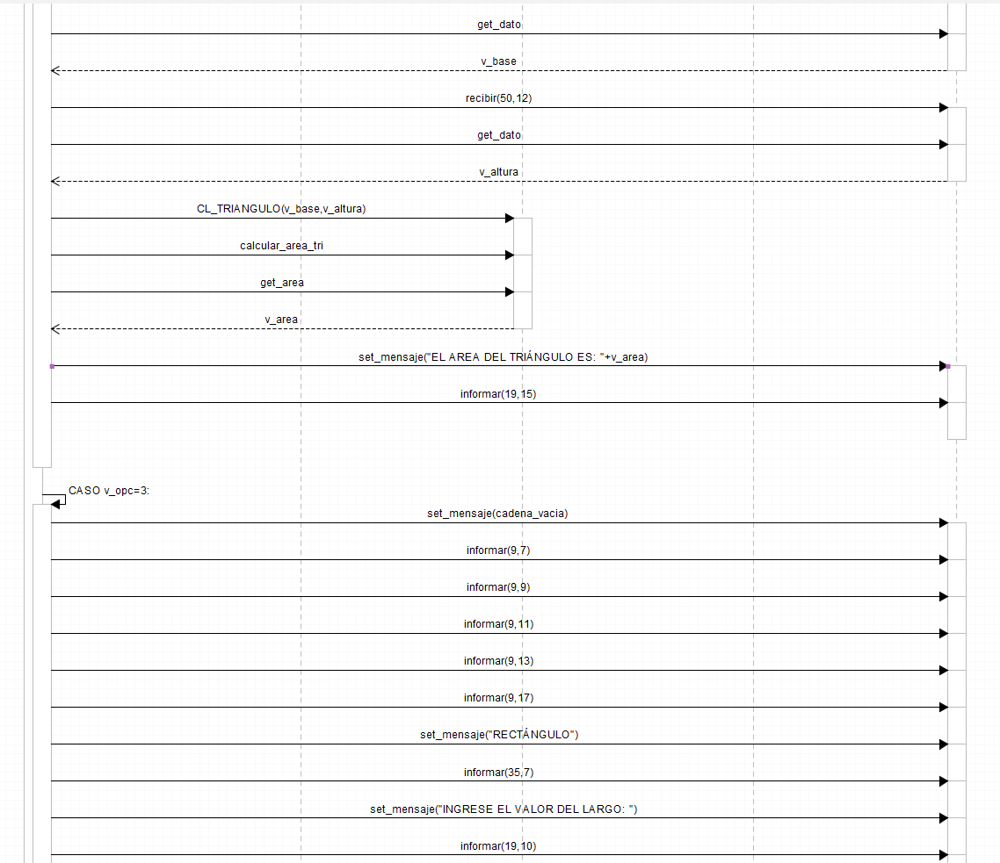 get_dato
v_base
recibir(50,12)
get_dato
v_altura
CL_TRIANGULO(v_base,v_altura)
calcular_area_tri
get_area
v_area
set_mensaje("EL AREA DEL TRIÁNGULO ES: "+v_area)
informar(19,15)
CASO v_opc=3:
set_mensaje(cadena_vacia)
informar(9,7)
informar(9,9)
informar(9,11)
informar(9,13)
informar(9,17)
set_mensaje("RECTÁNGULO")
informar(35,7)
set_mensaje("INGRESE EL VALOR DEL LARGO: ")
informar(19,10)